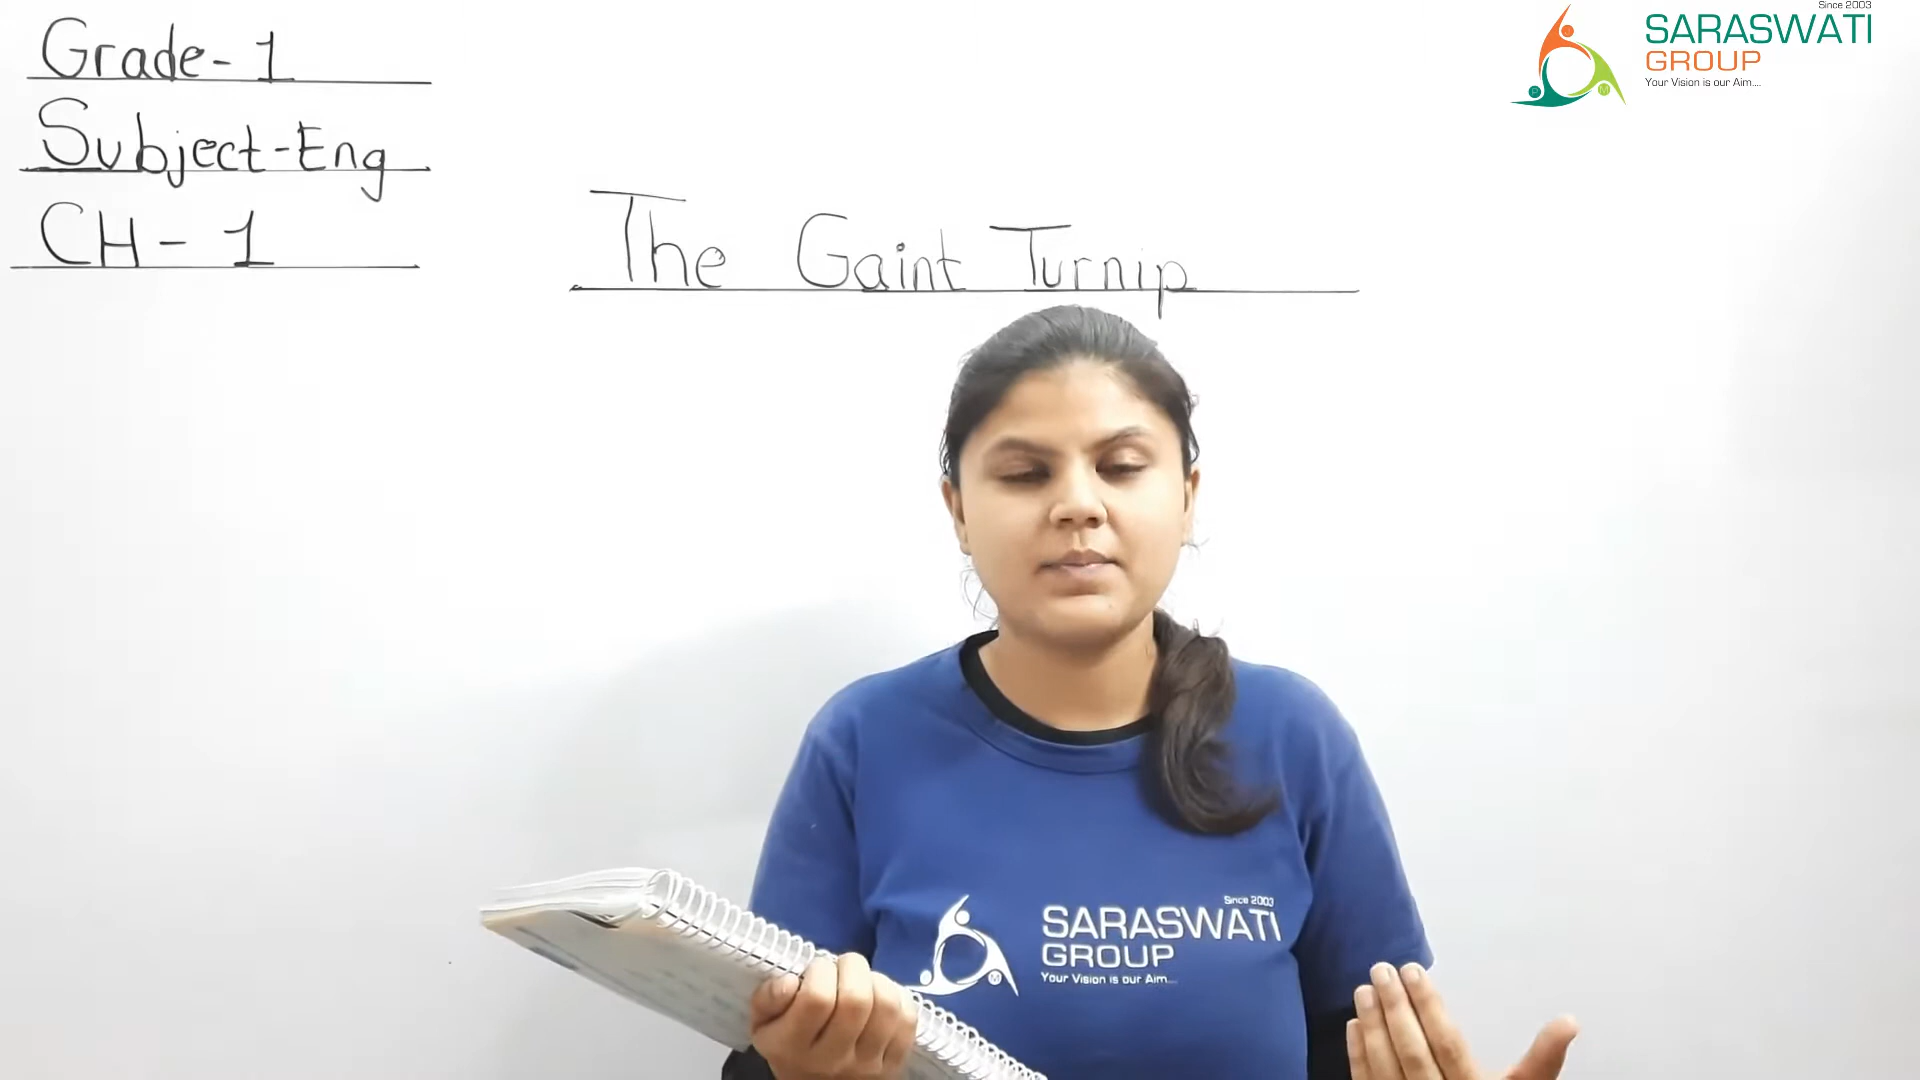 Grade-1
Subject-Eng
CH-1
The Gaint Turnip
Since 2003
SARASWATI
GROUP
Your Vision is our Aim....
Since 2003
SARASWATI
GROUP
Your Vision is our Aim...